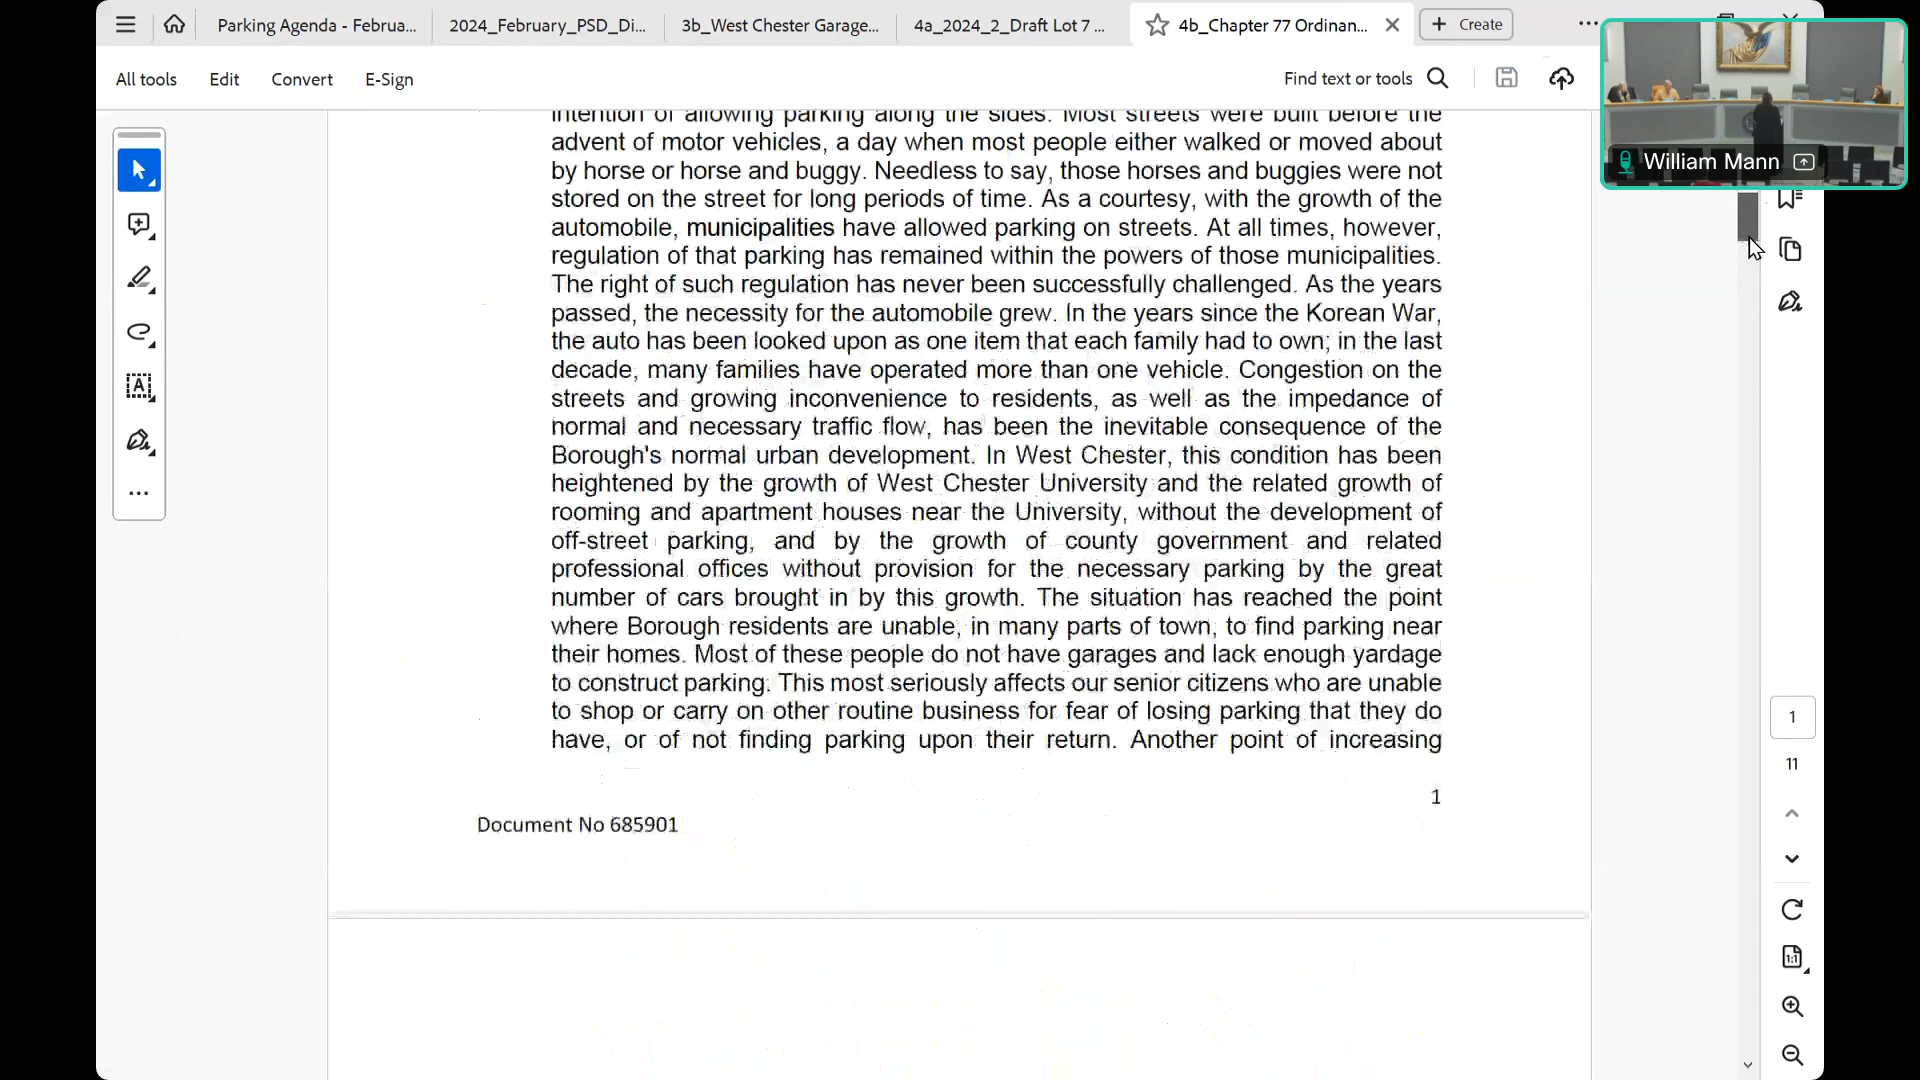 Parking Agenda - Februa...
2024_February_PSD_Di...
3b_West Chester Garage...
4a_2024_2_Draft Lot 7 ...
4b_Chapter 77 Ordinan...
Create
All tools
Edit
Convert
E-Sign
Find text or tools
William Mann
intention of allowing parking along the sides. Most streets were built before the
advent of motor vehicles, a day when most people either walked or moved about
by horse or horse and buggy. Needless to say, those horses and buggies were not
stored on the street for long periods of time. As a courtesy, with the growth of the
automobile, municipalities have allowed parking on streets. At all times, however,
regulation of that parking has remained within the powers of those municipalities.
The right of such regulation has never been successfully challenged. As the years
passed, the necessity for the automobile grew. In the years since the Korean War,
the auto has been looked upon as one item that each family had to own; in the last
decade, many families have operated more than one vehicle. Congestion on the
streets and growing inconvenience to residents, as well as the impedance of
normal and necessary traffic flow, has been the inevitable consequence of the
Borough's normal urban development. In West Chester, this condition has been
heightened by the growth of West Chester University and the related growth of
rooming and apartment houses near the University, without the development of
off-street parking, and by the growth of county government and related
professional offices without provision for the necessary parking by the great
number of cars brought in by this growth. The situation has reached the point
where Borough residents are unable, in many parts of town, to find parking near
their homes. Most of these people do not have garages and lack enough yardage
to construct parking. This most seriously affects our senior citizens who are unable
to shop or carry on other routine business for fear of losing parking that they do
have, or of not finding parking upon their return. Another point of increasing
1
Document No 685901
1
11